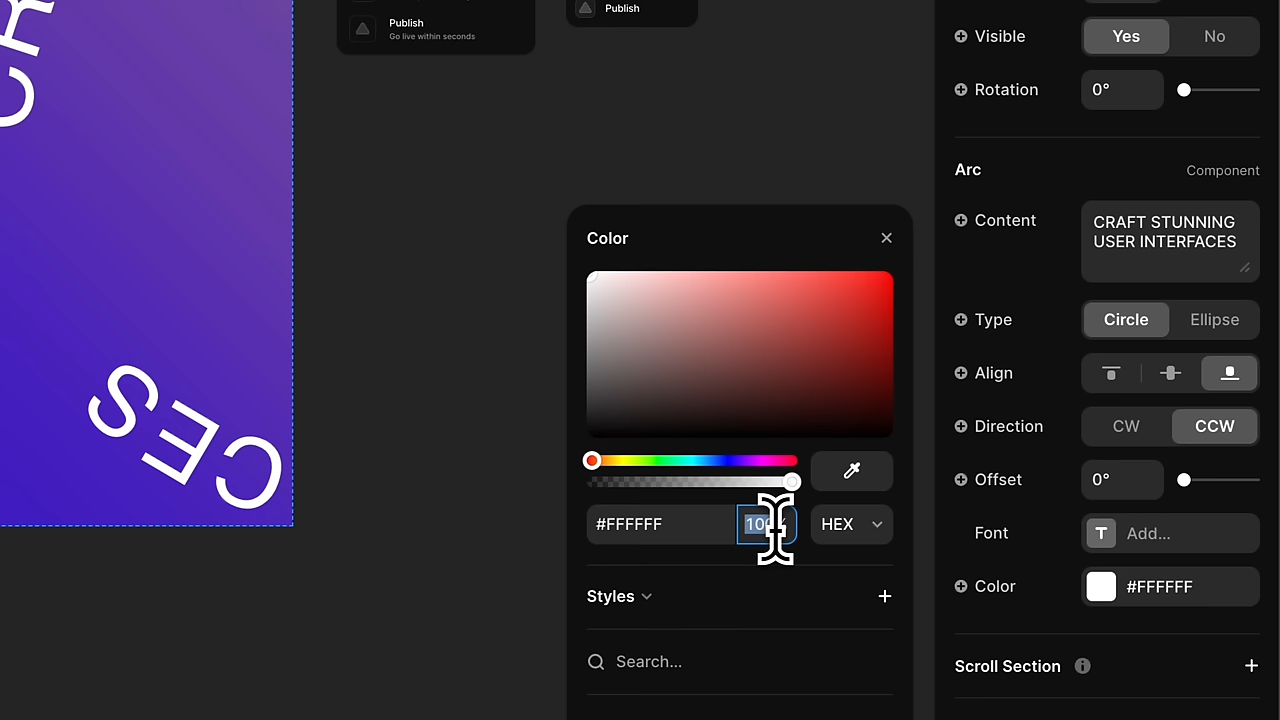 CR
C
CES
Publish
Go live within seconds
Publish
Color
#FFFFFF
100%
HEX
Styles
Search...
Visible
Yes
No
Rotation
0°
Arc
Component
Content
CRAFT STUNNING
USER INTERFACES
Type
Circle
Ellipse
Align
Direction
CW
CCW
Offset
0°
Font
T
Add...
Color
#FFFFFF
Scroll Section